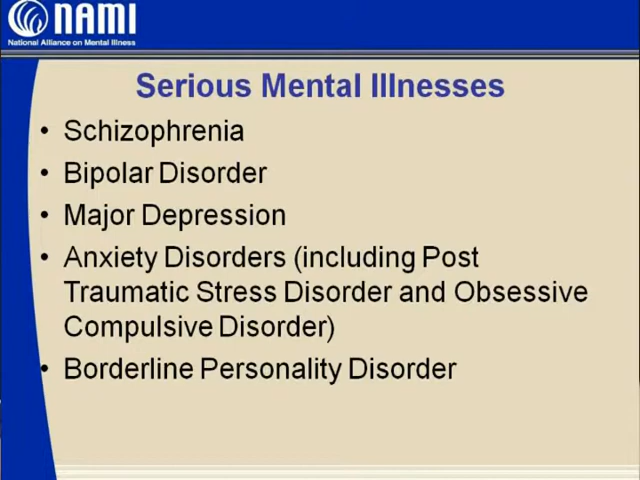 NAMI
National Alliance on Mental Illness
Serious Mental Illnesses
• Schizophrenia
• Bipolar Disorder
• Major Depression
• Anxiety Disorders (including Post
Traumatic Stress Disorder and Obsessive
Compulsive Disorder)
• Borderline Personality Disorder